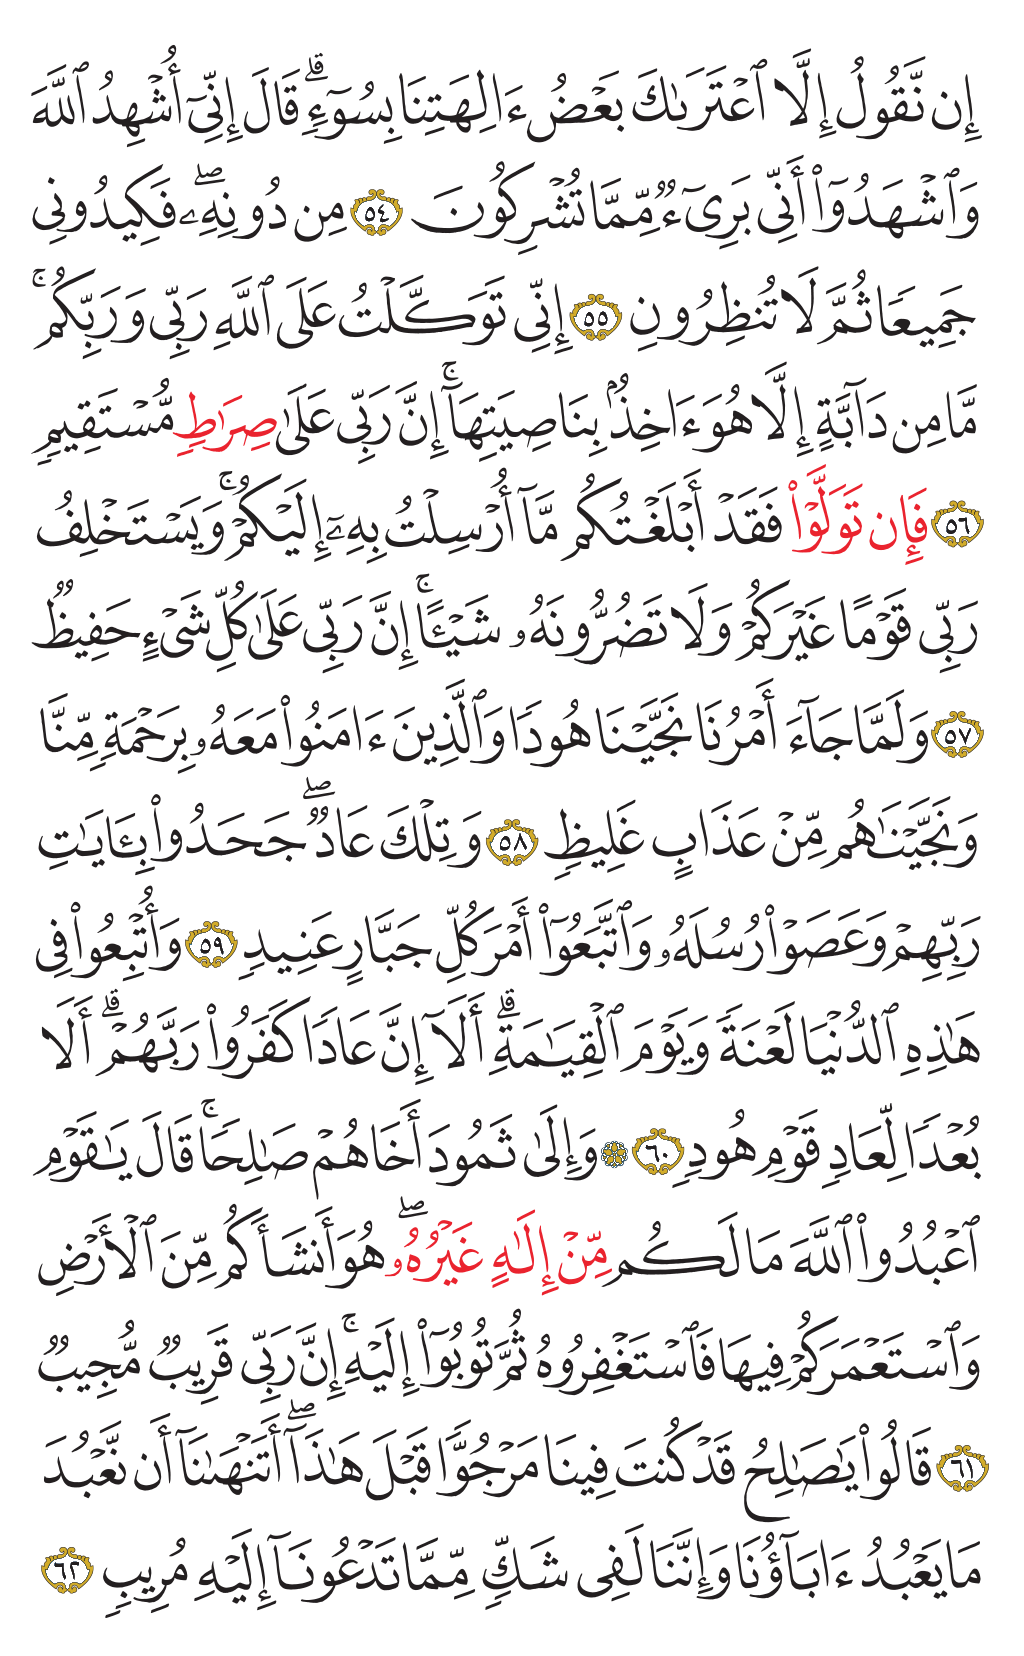 إِن نَّقُولُ إِلَّا ٱعْتَرَىٰكَ بَعْضُ ءَالِهَتِنَا بِسُوٓءٍ ۗ قَالَ إِنِّىٓ أُشْهِدُ ٱللَّهَ
وَٱشْهَدُوٓا۟ أَنِّى بَرِىٓءٌ مِّمَّا تُشْرِكُونَ ٥٤ مِن دُونِهِۦ ۖ فَكِيدُونِى
جَمِيعًا ثُمَّ لَا تُنظِرُونِ ٥٥ إِنِّى تَوَكَّلْتُ عَلَى ٱللَّهِ رَبِّى وَرَبِّكُم ۚ
مَّا مِن دَآبَّةٍ إِلَّا هُوَ ءَاخِذٌۢ بِنَاصِيَتِهَآ ۚ إِنَّ رَبِّى عَلَىٰ صِرَٰطٍ مُّسْتَقِيمٍ
٥٦ فَإِن تَوَلَّوْا۟ فَقَدْ أَبْلَغْتُكُم مَّآ أُرْسِلْتُ بِهِۦٓ إِلَيْكُمْ ۚ وَيَسْتَخْلِفُ
رَبِّى قَوْمًا غَيْرَكُمْ وَلَا تَضُرُّونَهُۥ شَيْـًٔا ۚ إِنَّ رَبِّى عَلَىٰ كُلِّ شَىْءٍ حَفِيظٌ
٥٧ وَلَمَّا جَآءَ أَمْرُنَا نَجَّيْنَا هُودًا وَٱلَّذِينَ ءَامَنُوا۟ مَعَهُۥ بِرَحْمَةٍ مِّنَّا
وَنَجَّيْنَٰهُم مِّنْ عَذَابٍ غَلِيظٍ ٥٨ وَتِلْكَ عَادٌ ۖ جَحَدُوا۟ بِـَٔايَٰتِ
رَبِّهِمْ وَعَصَوْا۟ رُسُلَهُۥ وَٱتَّبَعُوٓا۟ أَمْرَ كُلِّ جَبَّارٍ عَنِيدٍ ٥٩ وَأُتْبِعُوا۟ فِى
هَٰذِهِ ٱلدُّنْيَا لَعْنَةً وَيَوْمَ ٱلْقِيَٰمَةِ ۗ أَلَآ إِنَّ عَادًا كَفَرُوا۟ رَبَّهُمْ ۗ أَلَا
بُعْدًا لِّعَادٍ قَوْمِ هُودٍ ٦٠ ۞ وَإِلَىٰ ثَمُودَ أَخَاهُمْ صَٰلِحًا ۚ قَالَ يَٰقَوْمِ
ٱعْبُدُوا۟ ٱللَّهَ مَا لَكُم مِّنْ إِلَٰهٍ غَيْرُهُۥ ۖ هُوَ أَنشَأَكُم مِّنَ ٱلْأَرْضِ
وَٱسْتَعْمَرَكُمْ فِيهَا فَٱسْتَغْفِرُوهُ ثُمَّ تُوبُوٓا۟ إِلَيْهِ ۚ إِنَّ رَبِّى قَرِيبٌ مُّجِيبٌ
٦١ قَالُوا۟ يَٰصَٰلِحُ قَدْ كُنتَ فِينَا مَرْجُوًّا قَبْلَ هَٰذَآ ۖ أَتَنْهَىٰنَآ أَن نَّعْبُدَ
مَا يَعْبُدُ ءَابَآؤُنَا وَإِنَّنَا لَفِى شَكٍّ مِّمَّا تَدْعُونَآ إِلَيْهِ مُرِيبٍ ٦٢